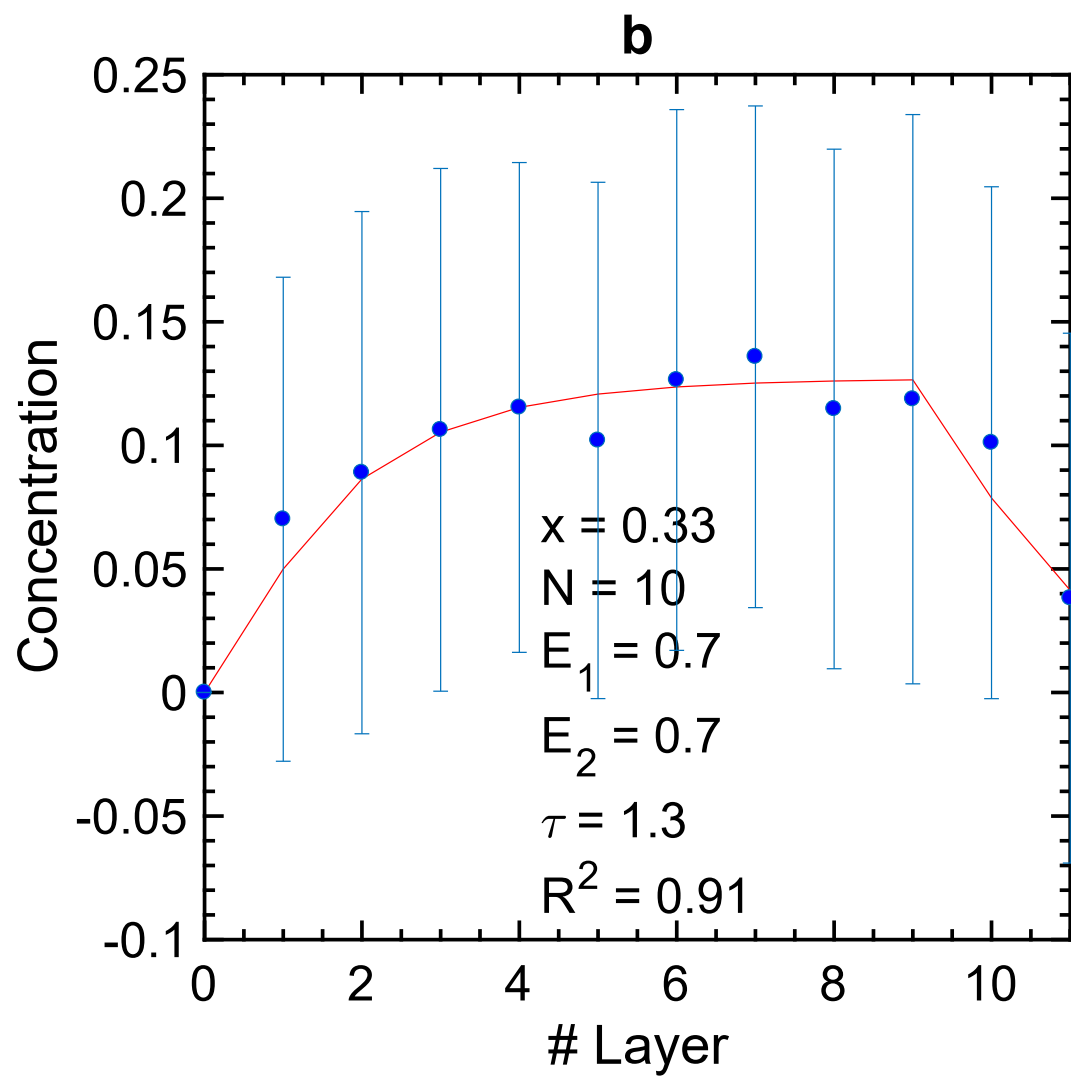 b
0.25
0.2
0.15
0.1
0.05
0
-0.05
-0.1
Concentration
x = 0.33
N = 10
E1 = 0.7
E2 = 0.7
τ = 1.3
R2 = 0.91
0 2 4 6 8 10
# Layer